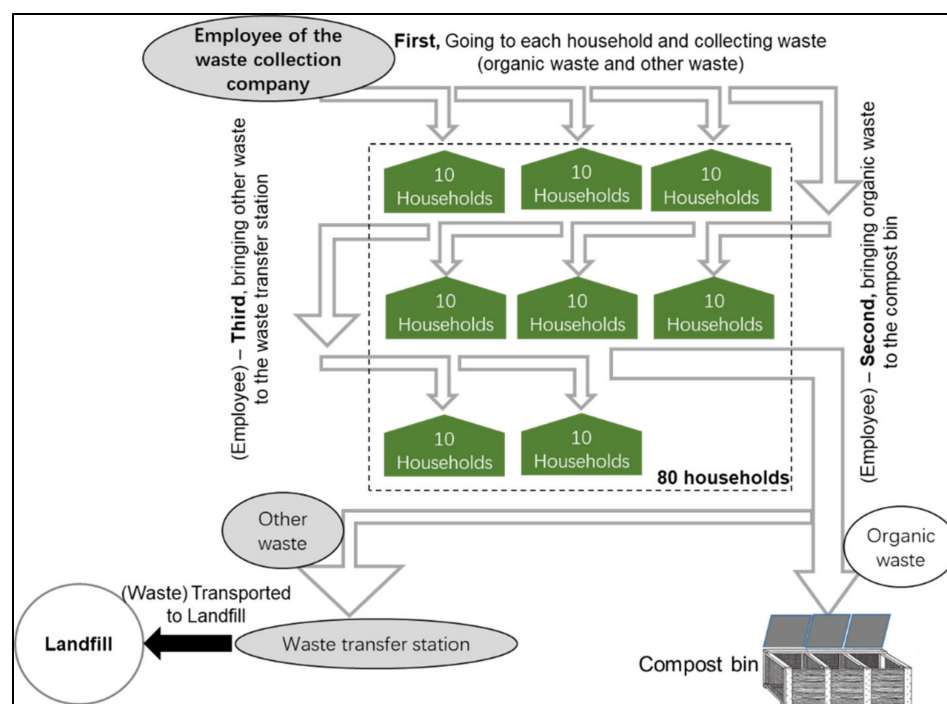 Employee of the
waste collection
company
First, Going to each household and collecting waste
(organic waste and other waste)
(Employee) – Third, bringing other waste
to the waste transfer station
10
Households
10
Households
10
Households
10
Households
10
Households
10
Households
10
Households
10
Households
80 households
(Employee) – Second, bringing organic waste
to the compost bin
Other
waste
Organic
waste
(Waste) Transported
to Landfill
Landfill
Waste transfer station
Compost bin